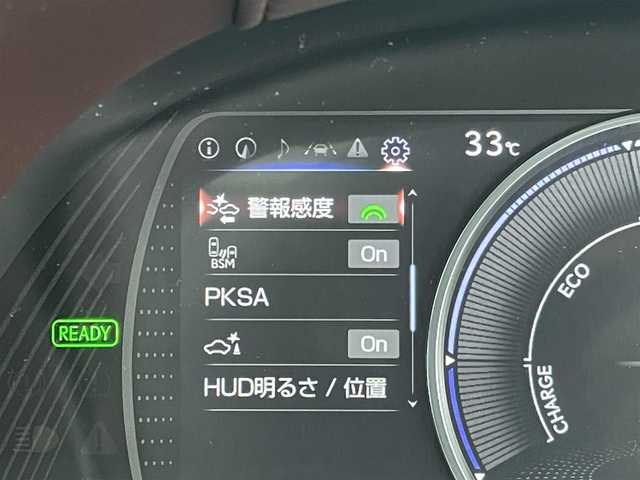 33℃
警報感度
BSM
On
PKSA
READY
On
HUD明るさ / 位置
ECO
CHARGE